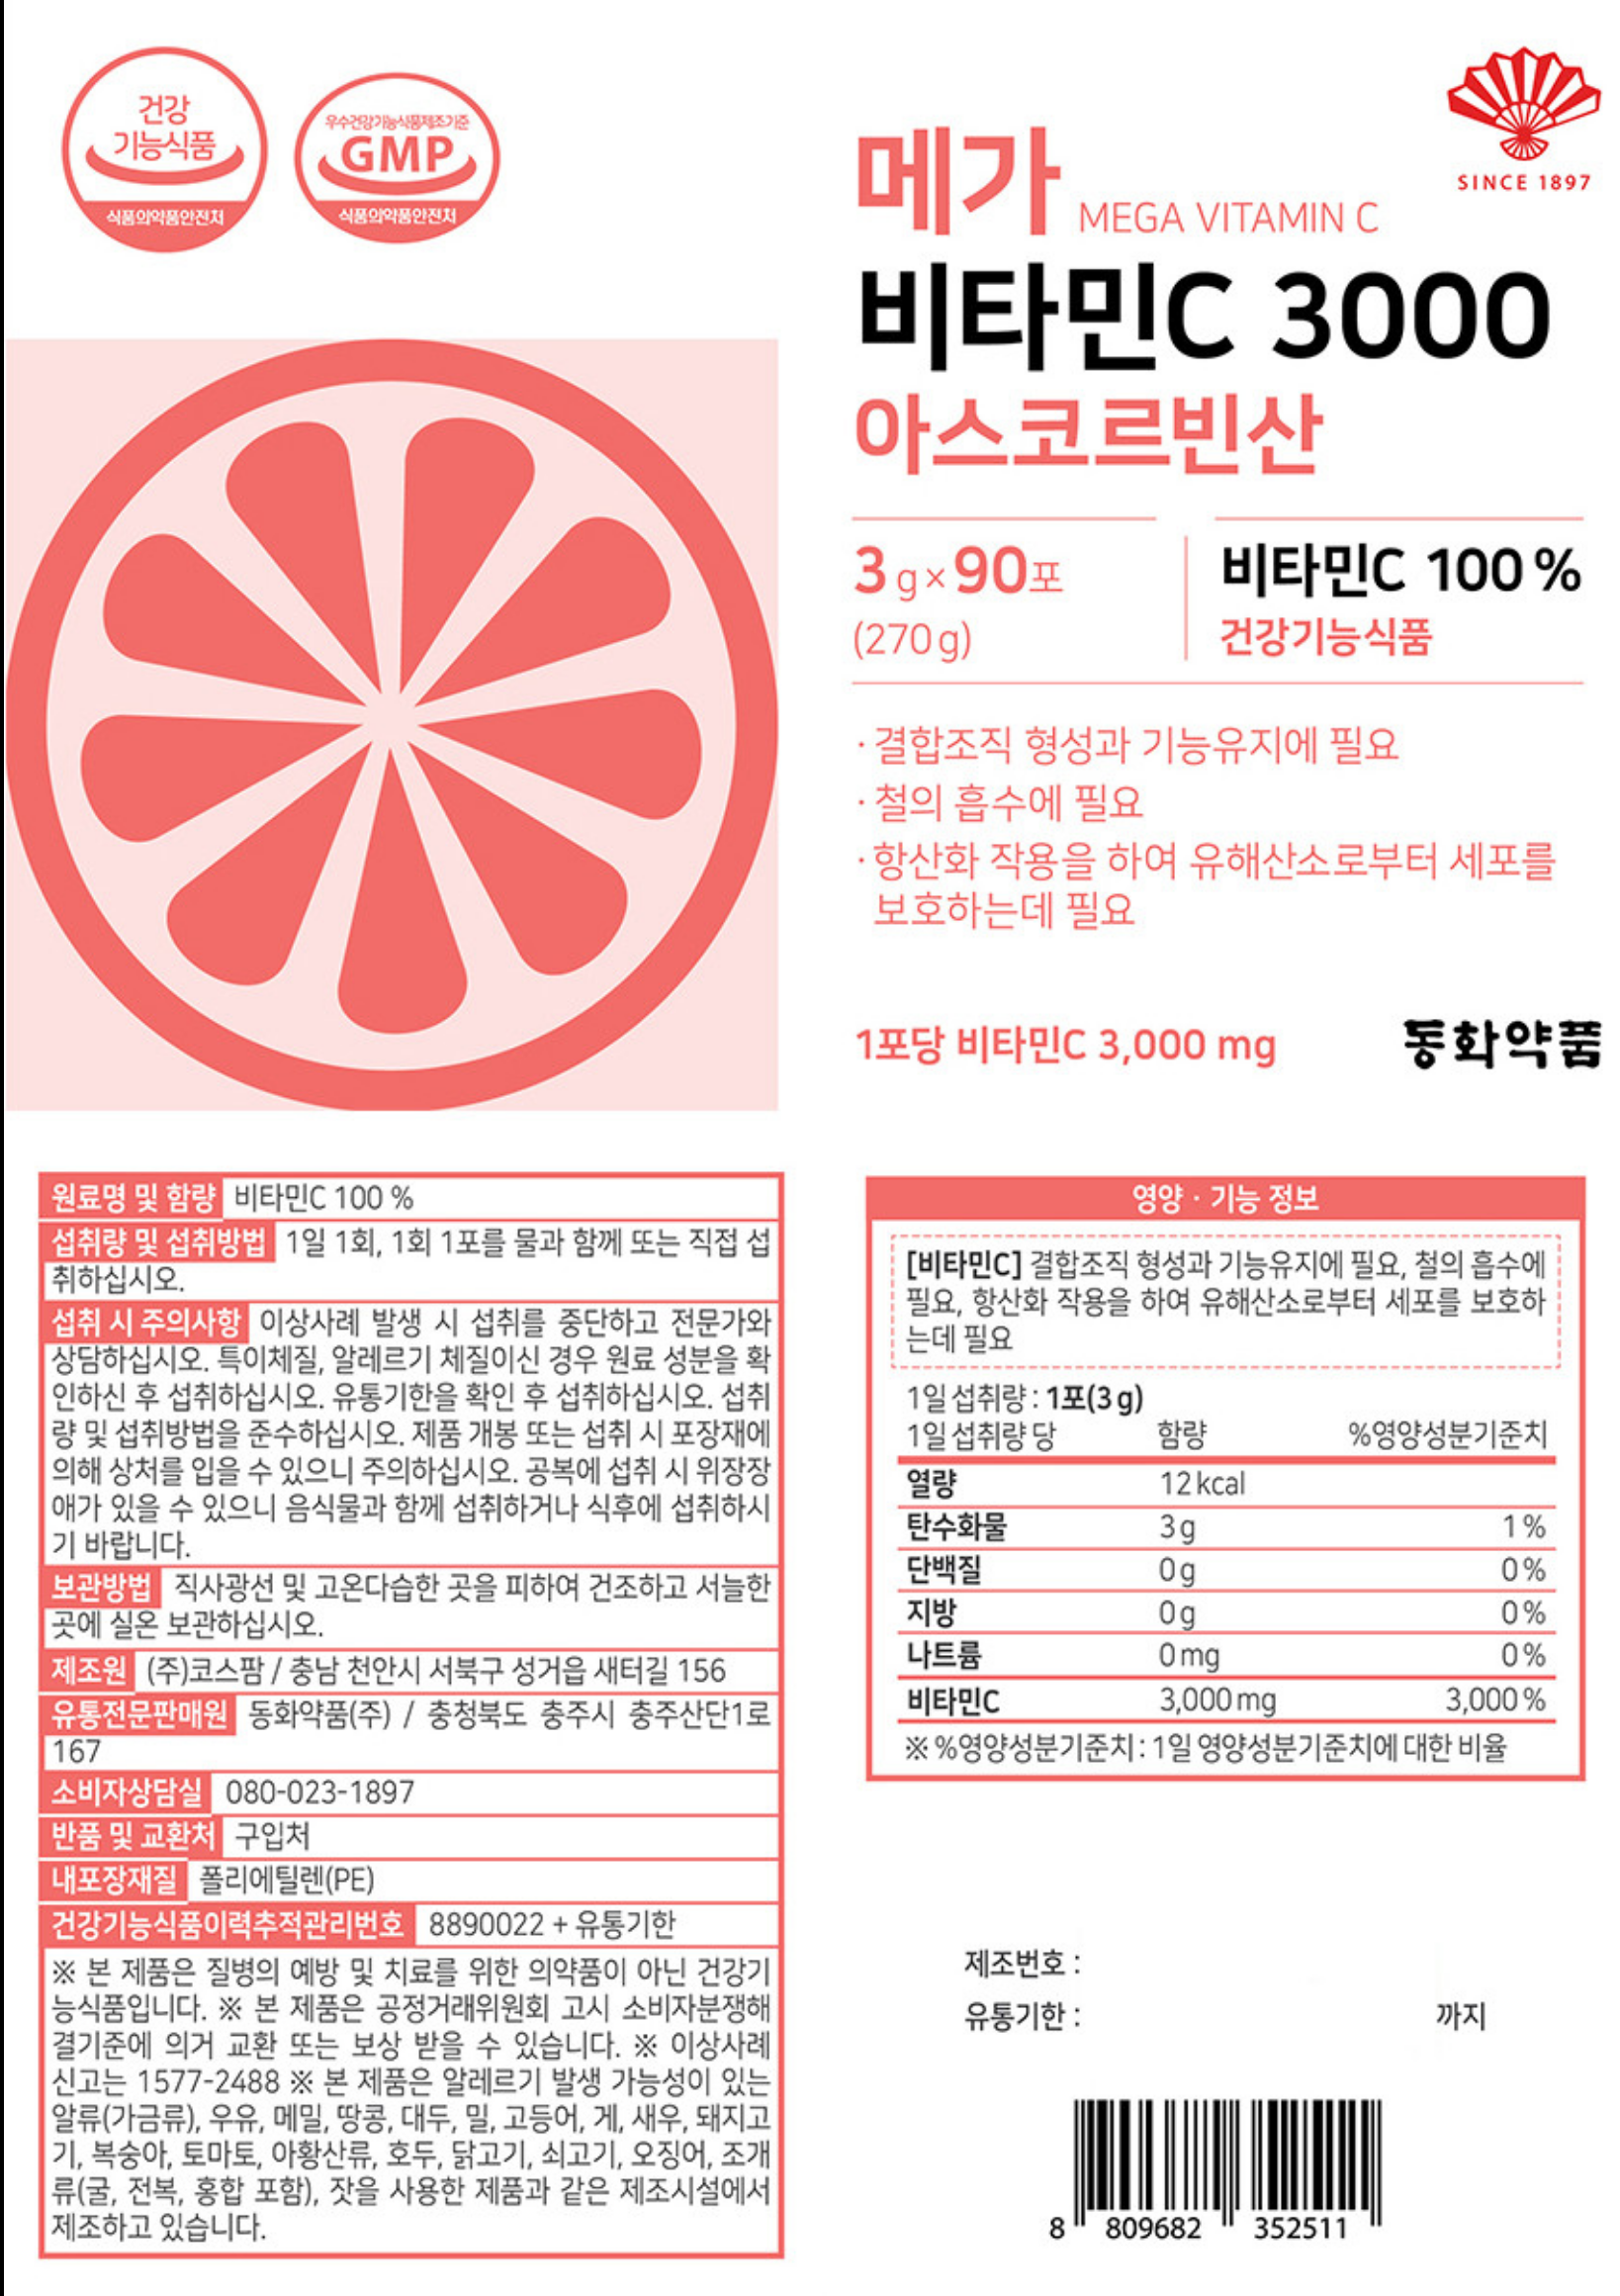 건강
기능식품
식품의약품안전처
우수건강기능식품제조기준
GMP
식품의약품안전처
SINCE 1897
메가
MEGA VITAMIN C
비타민C 3000
아스코르빈산
3 g × 90포
(270 g)
비타민C 100 %
건강기능식품
· 결합조직 형성과 기능유지에 필요
· 철의 흡수에 필요
· 항산화 작용을 하여 유해산소로부터 세포를
보호하는데 필요
1포당 비타민C 3,000 mg
동화약품
원료명 및 함량 비타민C 100 %
섭취량 및 섭취방법 1일 1회, 1회 1포를 물과 함께 또는 직접 섭
취하십시오.
섭취 시 주의사항 이상사례 발생 시 섭취를 중단하고 전문가와
상담하십시오. 특이체질, 알레르기 체질이신 경우 원료 성분을 확
인하신 후 섭취하십시오. 유통기한을 확인 후 섭취하십시오. 섭취
량 및 섭취방법을 준수하십시오. 제품 개봉 또는 섭취 시 포장재에
의해 상처를 입을 수 있으니 주의하십시오. 공복에 섭취 시 위장장
애가 있을 수 있으니 음식물과 함께 섭취하거나 식후에 섭취하시
기 바랍니다.
보관방법 직사광선 및 고온다습한 곳을 피하여 건조하고 서늘한
곳에 실온 보관하십시오.
제조원 (주)코스팜 / 충남 천안시 서북구 성거읍 새터길 156
유통전문판매원 동화약품(주) / 충청북도 충주시 충주산단1로
167
소비자상담실 080-023-1897
반품 및 교환처 구입처
내포장재질 폴리에틸렌(PE)
건강기능식품이력추적관리번호 8890022 + 유통기한
※ 본 제품은 질병의 예방 및 치료를 위한 의약품이 아닌 건강기
능식품입니다. ※ 본 제품은 공정거래위원회 고시 소비자분쟁해
결기준에 의거 교환 또는 보상 받을 수 있습니다. ※ 이상사례
신고는 1577-2488 ※ 본 제품은 알레르기 발생 가능성이 있는
알류(가금류), 우유, 메밀, 땅콩, 대두, 밀, 고등어, 게, 새우, 돼지고
기, 복숭아, 토마토, 아황산류, 호두, 닭고기, 쇠고기, 오징어, 조개
류(굴, 전복, 홍합 포함), 잣을 사용한 제품과 같은 제조시설에서
제조하고 있습니다.
영양 · 기능 정보
[비타민C] 결합조직 형성과 기능유지에 필요, 철의 흡수에
필요, 항산화 작용을 하여 유해산소로부터 세포를 보호하
는데 필요
1일 섭취량 : 1포(3 g)
1일 섭취량 당 함량 %영양성분기준치
열량 12 kcal
탄수화물 3 g 1 %
단백질 0 g 0 %
지방 0 g 0 %
나트륨 0 mg 0 %
비타민C 3,000 mg 3,000 %
※ %영양성분기준치 : 1일 영양성분기준치에 대한 비율
제조번호 :
유통기한 : 까지
8 809682 352511